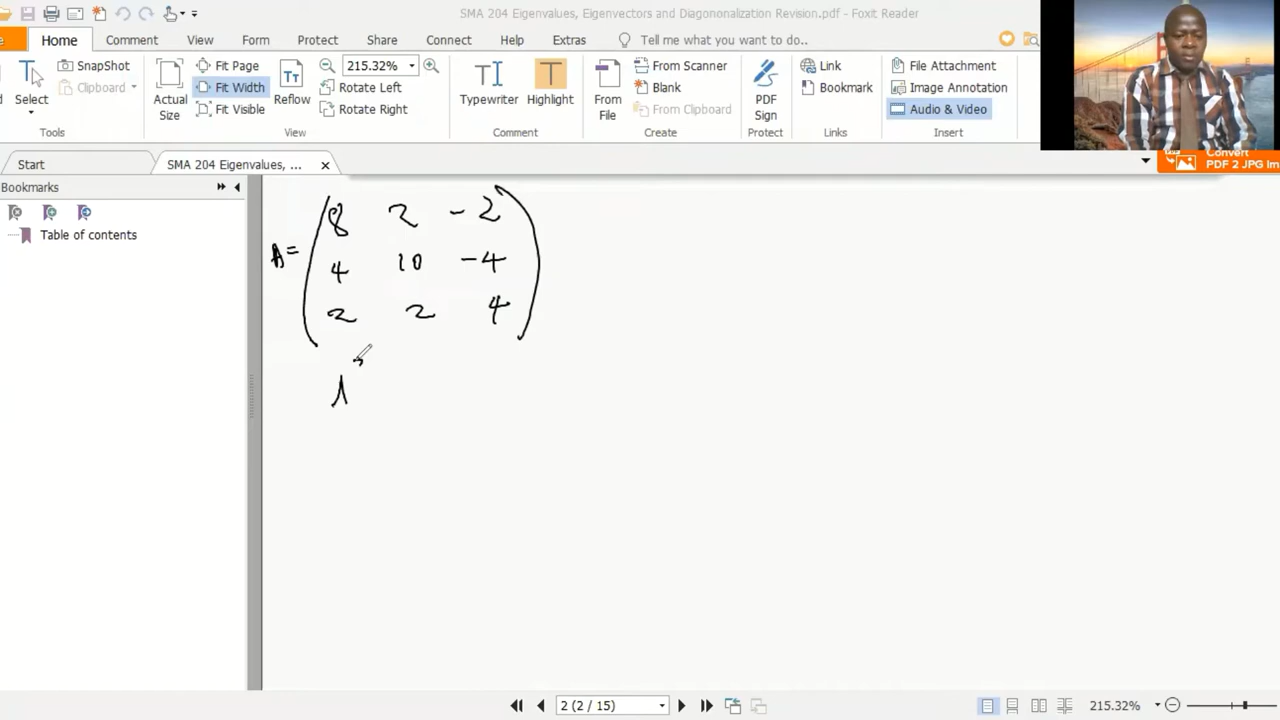 SMA 204 Eigenvalues, Eigenvectors and Diagononalization Revision.pdf - Foxit Reader
Home Comment View Form Protect Share Connect Help Extras Tell me what you want to do..
SnapShot Fit Page 215.32% Rotate Left From Scanner Link File Attachment
Select Clipboard Actual Size Fit Width Reflow Typewriter Highlight From File Blank PDF Sign Bookmark Image Annotation
Fit Visible Rotate Right From Clipboard Audio & Video
Tools View Comment Create Protect Links Insert
Start SMA 204 Eigenvalues, ... Convert
PDF 2 JPG Im
Bookmarks
Table of contents
8 2 -2
A= 4 10 -4
2 2 4
2 (2 / 15) 215.32%